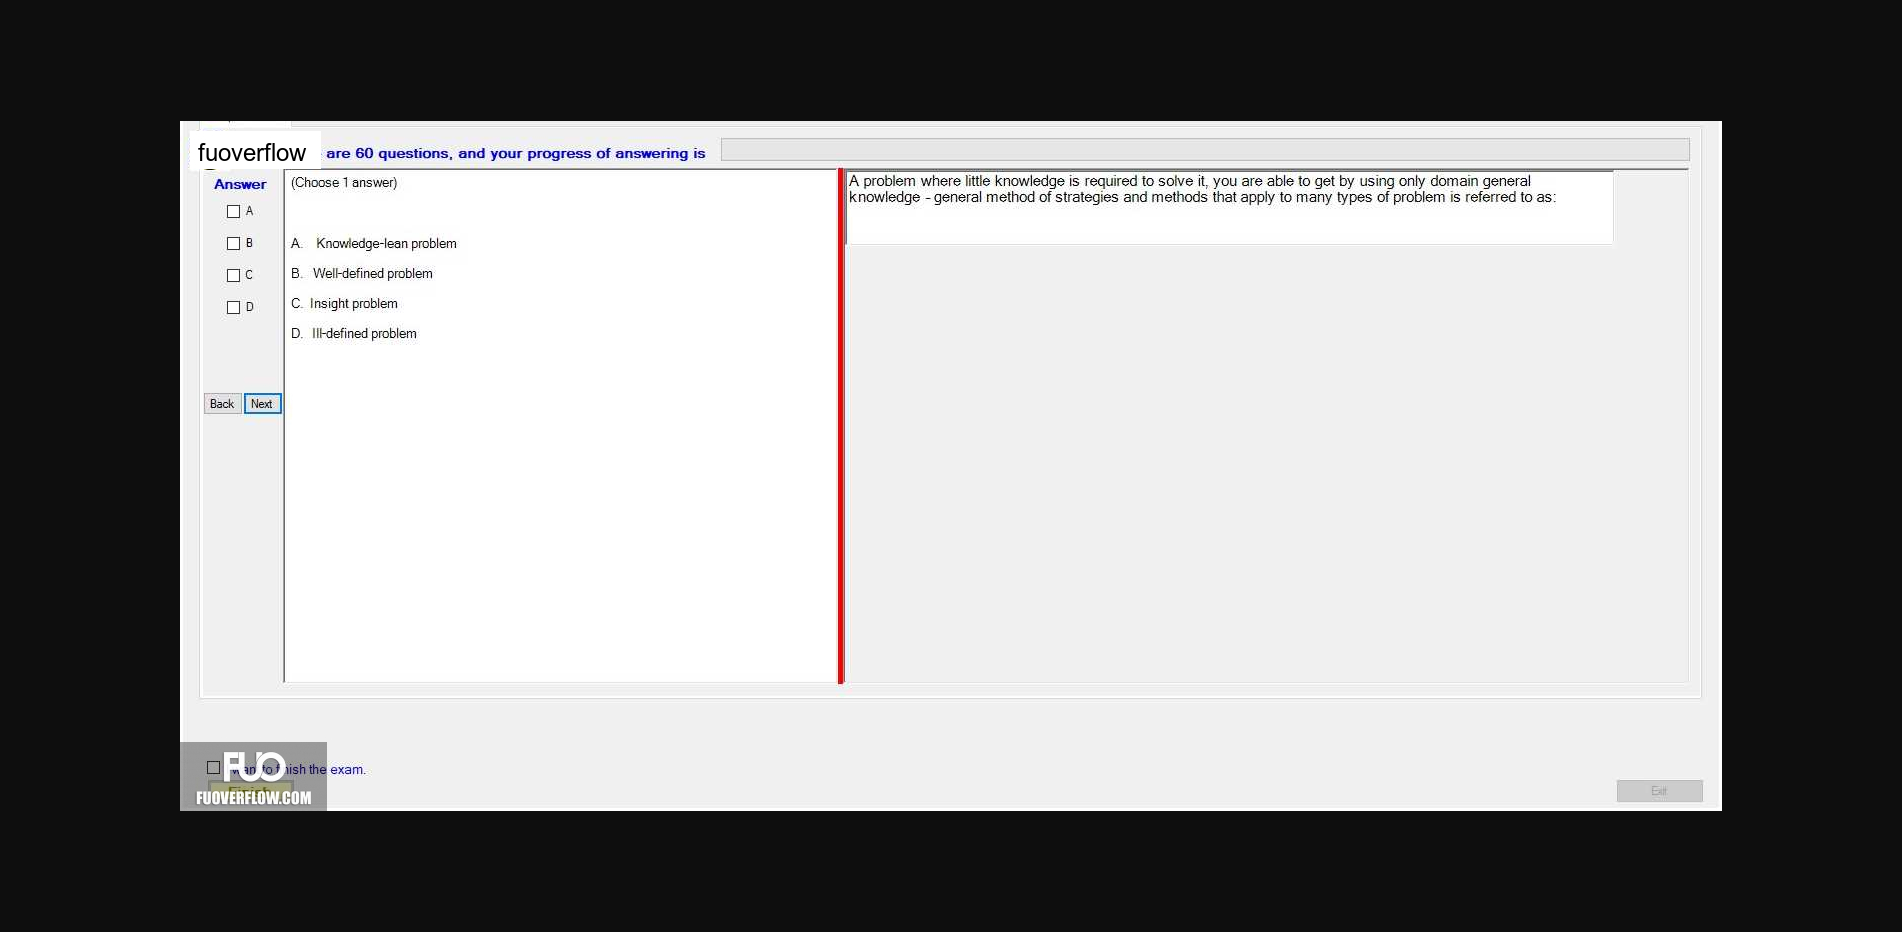 fuoverflow are 60 questions, and your progress of answering is
Answer
A
B
C
D
Back Next
(Choose 1 answer)
A. Knowledge-lean problem
B. Well-defined problem
C. Insight problem
D. Ill-defined problem
A problem where little knowledge is required to solve it, you are able to get by using only domain general
knowledge - general method of strategies and methods that apply to many types of problem is referred to as:
FUO
want to finish the exam.
Finish
FUOVERFLOW.COM
Exit